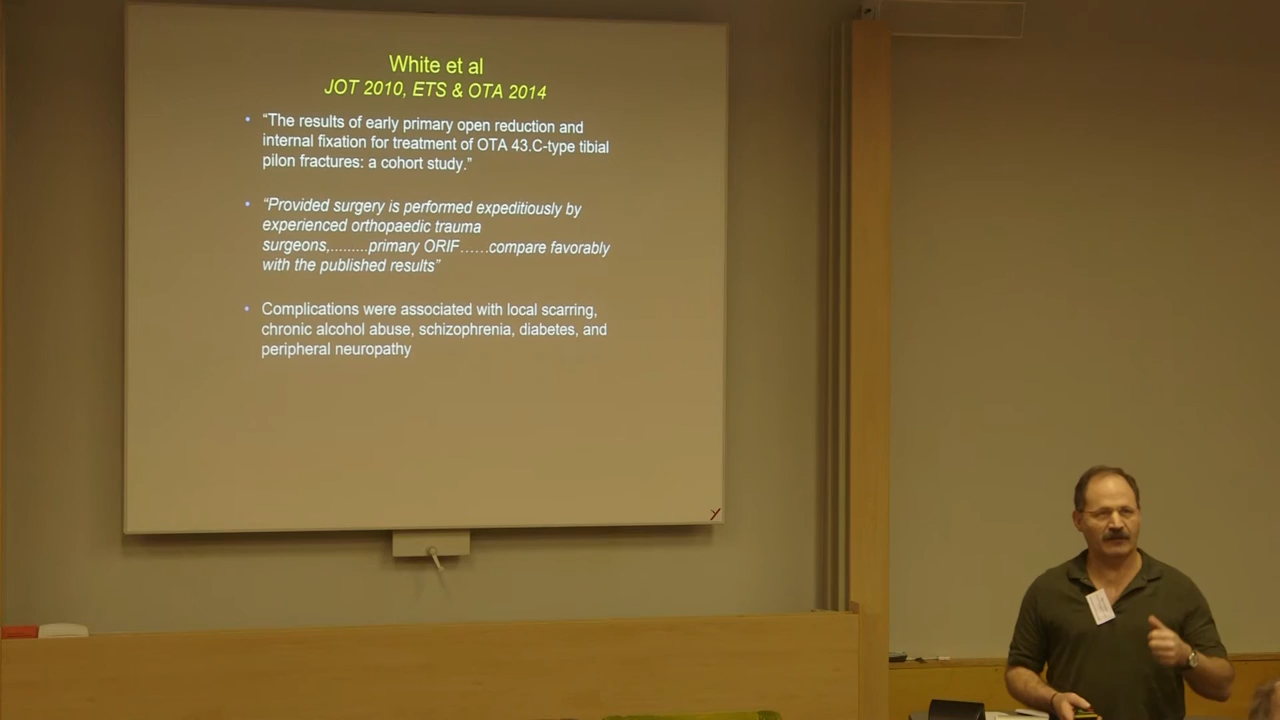 White et al
JOT 2010, ETS & OTA 2014
• “The results of early primary open reduction and
internal fixation for treatment of OTA 43.C-type tibial
pilon fractures: a cohort study.”
• “Provided surgery is performed expeditiously by
experienced orthopaedic trauma
surgeons,.........primary ORIF……compare favorably
with the published results”
• Complications were associated with local scarring,
chronic alcohol abuse, schizophrenia, diabetes, and
peripheral neuropathy